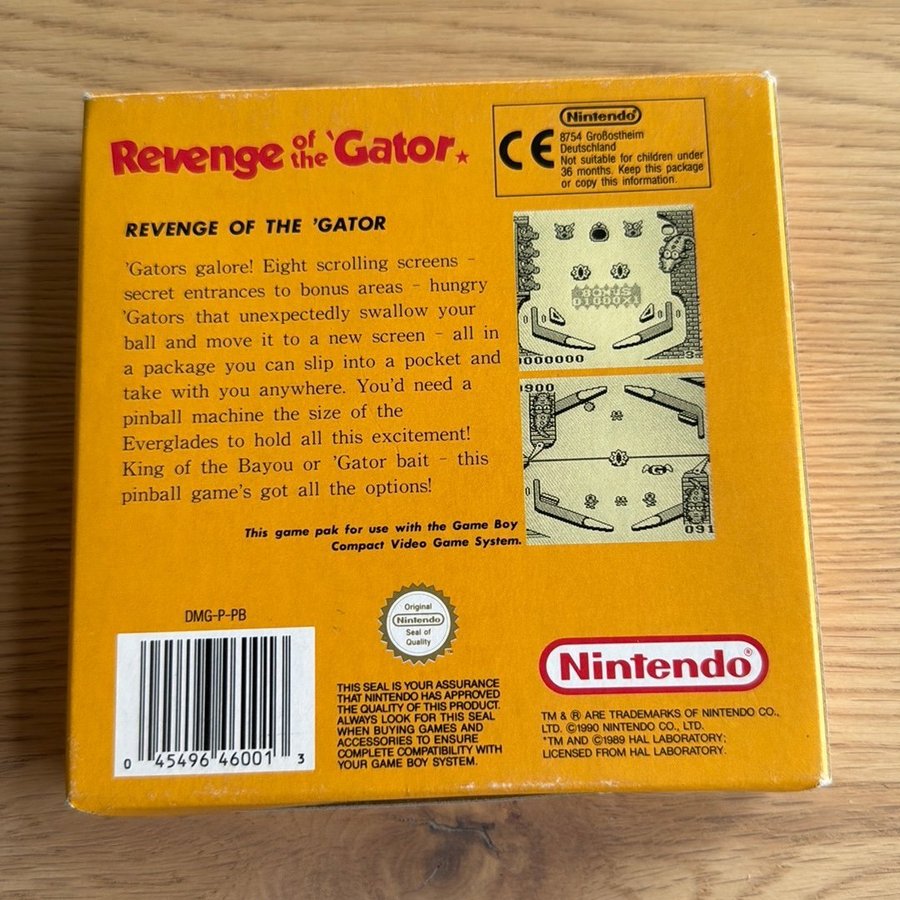 Revenge of the 'Gator
Nintendo
CE
8754 Großostheim
Deutschland
Not suitable for children under
36 months. Keep this package
or copy this information.
REVENGE OF THE 'GATOR
'Gators galore! Eight scrolling screens –
secret entrances to bonus areas – hungry
'Gators that unexpectedly swallow your
ball and move it to a new screen – all in
a package you can slip into a pocket and
take with you anywhere. You'd need a
pinball machine the size of the
Everglades to hold all this excitement!
King of the Bayou or 'Gator bait – this
pinball game's got all the options!
BONUS
01000X1
0000000
3
0900
091
This game pak for use with the Game Boy
Compact Video Game System.
DMG-P-PB
0 45496 46001 3
Original
Nintendo
Seal of
Quality
THIS SEAL IS YOUR ASSURANCE
THAT NINTENDO HAS APPROVED
THE QUALITY OF THIS PRODUCT.
ALWAYS LOOK FOR THIS SEAL
WHEN BUYING GAMES AND
ACCESSORIES TO ENSURE
COMPLETE COMPATIBILITY WITH
YOUR GAME BOY SYSTEM.
Nintendo®
TM & ® ARE TRADEMARKS OF NINTENDO CO.,
LTD. ©1990 NINTENDO CO., LTD.
*TM AND ©1989 HAL LABORATORY;
LICENSED FROM HAL LABORATORY.